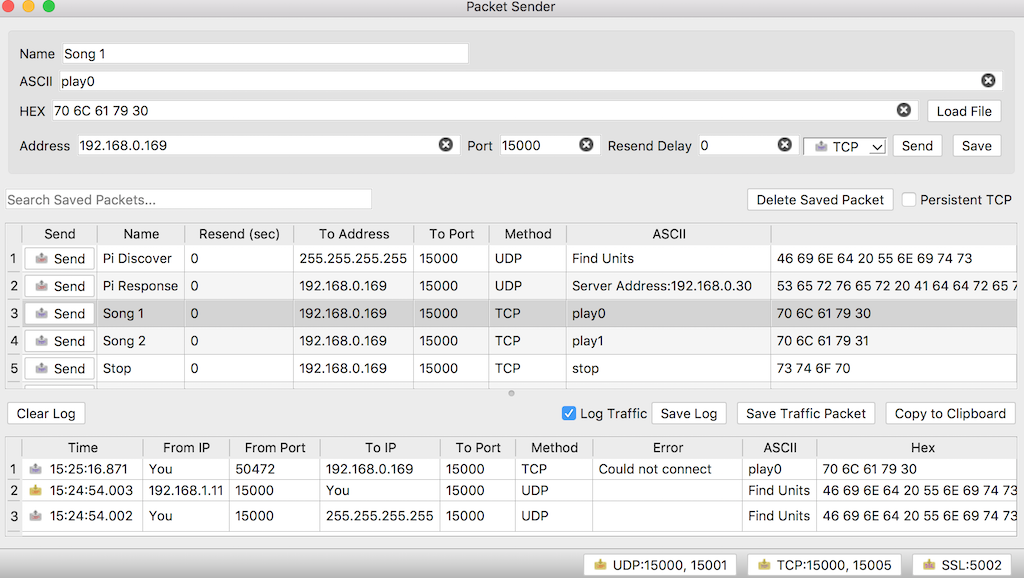 Packet Sender
Name Song 1
ASCII play0
HEX 70 6C 61 79 30 Load File
Address 192.168.0.169 Port 15000 Resend Delay 0 TCP Send Save
Search Saved Packets... Delete Saved Packet Persistent TCP
Send Name Resend (sec) To Address To Port Method ASCII
1 Send Pi Discover 0 255.255.255.255 15000 UDP Find Units 46 69 6E 64 20 55 6E 69 74 73
2 Send Pi Response 0 192.168.0.169 15000 UDP Server Address:192.168.0.30 53 65 72 76 65 72 20 41 64 64 72 65 7
3 Send Song 1 0 192.168.0.169 15000 TCP play0 70 6C 61 79 30
4 Send Song 2 0 192.168.0.169 15000 TCP play1 70 6C 61 79 31
5 Send Stop 0 192.168.0.169 15000 TCP stop 73 74 6F 70
Clear Log Log Traffic Save Log Save Traffic Packet Copy to Clipboard
Time From IP From Port To IP To Port Method Error ASCII Hex
1 15:25:16.871 You 50472 192.168.0.169 15000 TCP Could not connect play0 70 6C 61 79 30
2 15:24:54.003 192.168.1.11 15000 You 15000 UDP Find Units 46 69 6E 64 20 55 6E 69 74 73
3 15:24:54.002 You 15000 255.255.255.255 15000 UDP Find Units 46 69 6E 64 20 55 6E 69 74 73
UDP:15000, 15001 TCP:15000, 15005 SSL:5002